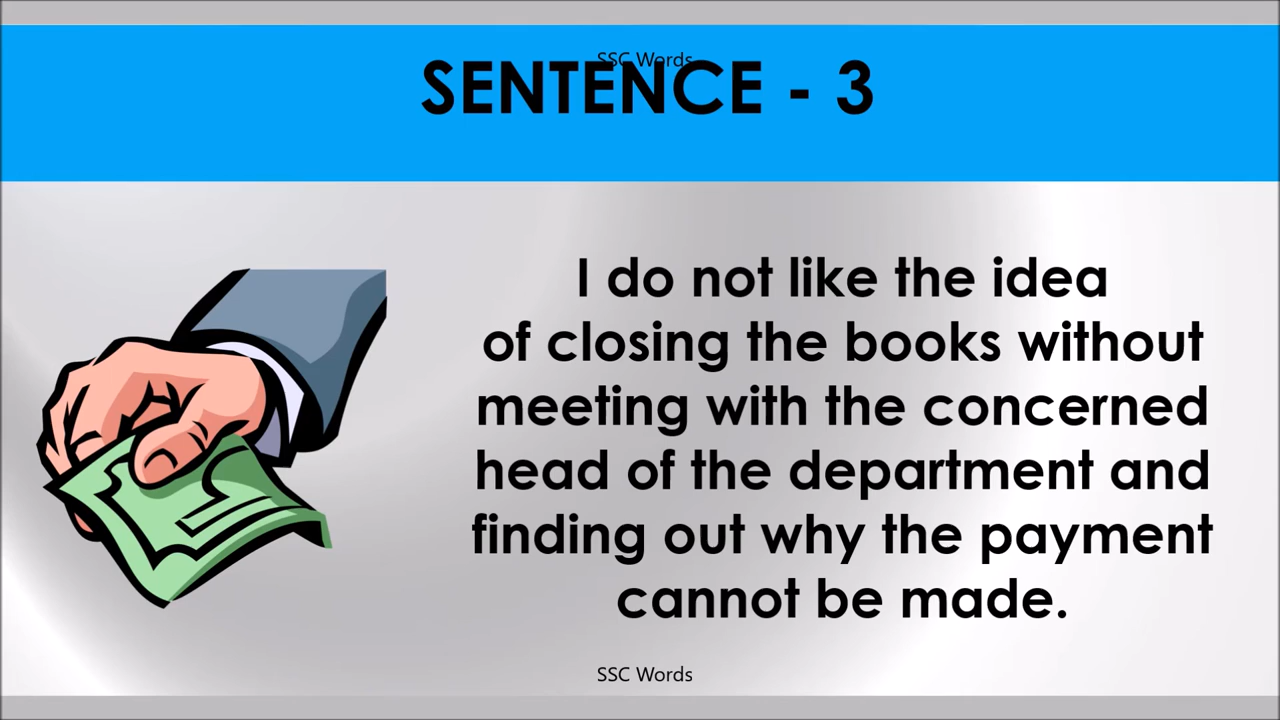 SSC Words
SENTENCE - 3
I do not like the idea
of closing the books without
meeting with the concerned
head of the department and
finding out why the payment
cannot be made.
SSC Words